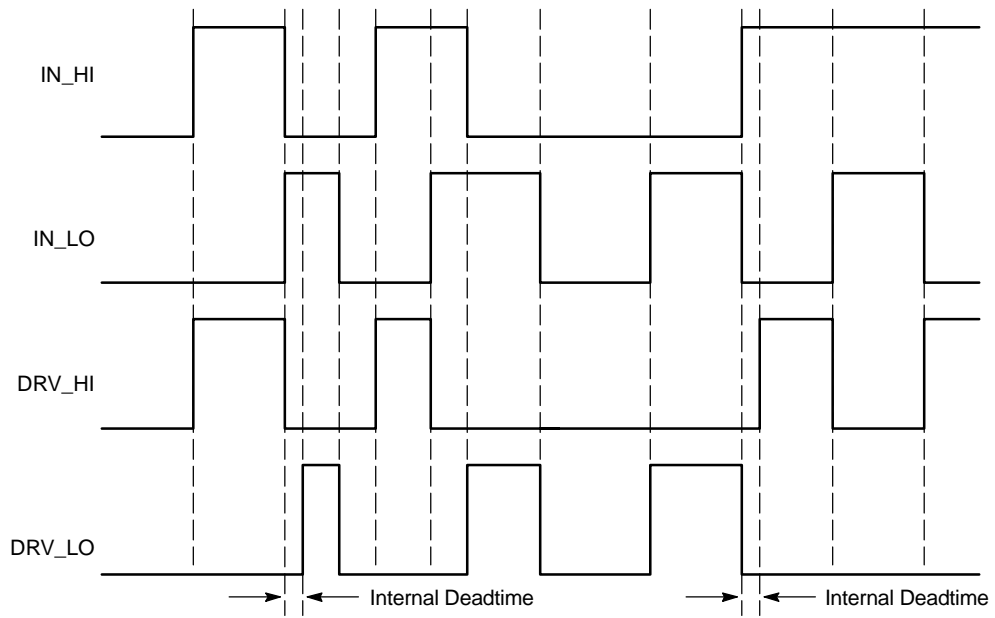 IN_HI
IN_LO
DRV_HI
DRV_LO
Internal Deadtime
Internal Deadtime